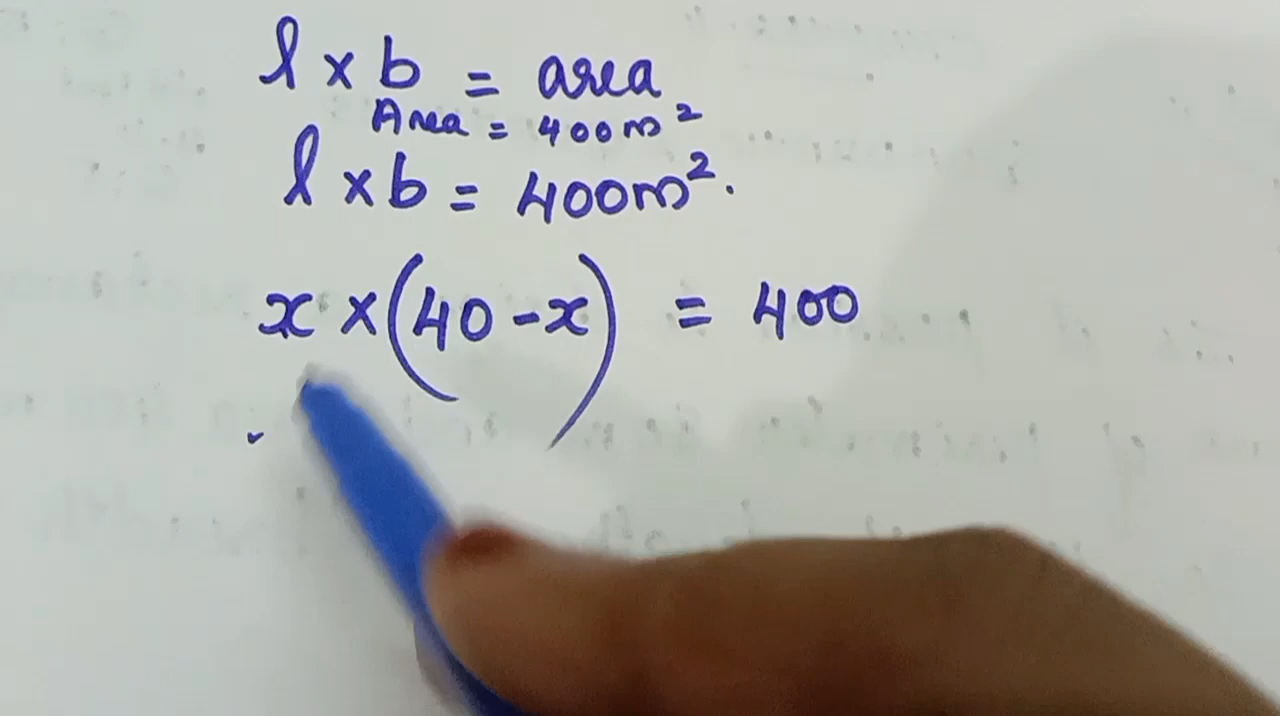 l × b = area
Area = 400m²
l × b = 400m².
x × (40 - x) = 400